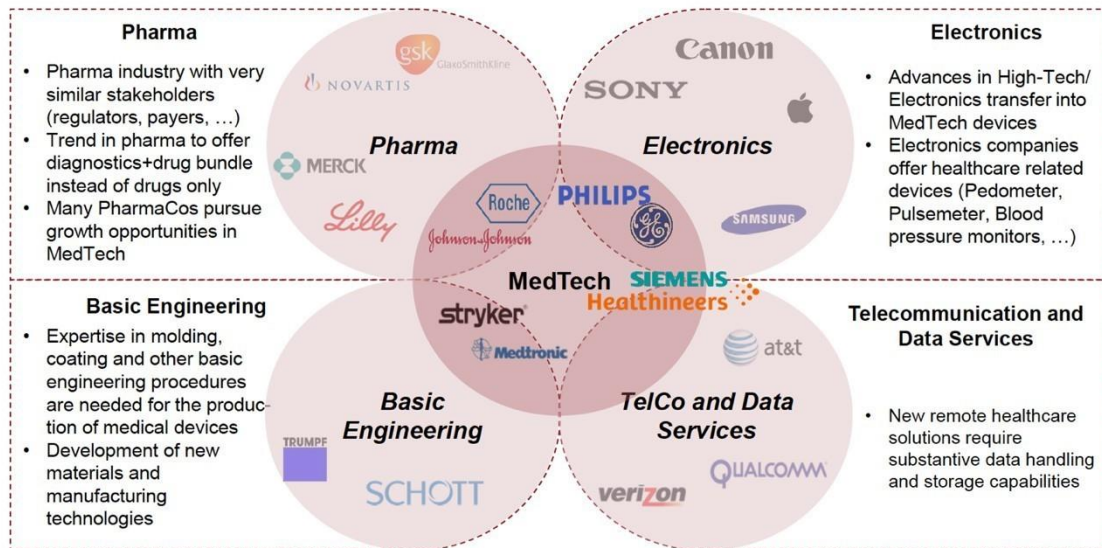 Pharma
• Pharma industry with very
similar stakeholders
(regulators, payers, …)
• Trend in pharma to offer
diagnostics+drug bundle
instead of drugs only
• Many PharmaCos pursue
growth opportunities in
MedTech
gsk
GlaxoSmithKline
NOVARTIS
Pharma
MERCK
Lilly
Roche
Johnson&Johnson
Canon
SONY
Electronics
PHILIPS
GE
SAMSUNG
Electronics
• Advances in High-Tech/
Electronics transfer into
MedTech devices
• Electronics companies
offer healthcare related
devices (Pedometer,
Pulsemeter, Blood
pressure monitors, …)
MedTech
SIEMENS
Healthineers
Basic Engineering
• Expertise in molding,
coating and other basic
engineering procedures
are needed for the produc-
tion of medical devices
• Development of new
materials and
manufacturing
technologies
stryker®
Medtronic
Basic
Engineering
TRUMPF
SCHOTT
at&t
TelCo and Data
Services
QUALCOMM
verizon
Telecommunication and
Data Services
• New remote healthcare
solutions require
substantive data handling
and storage capabilities